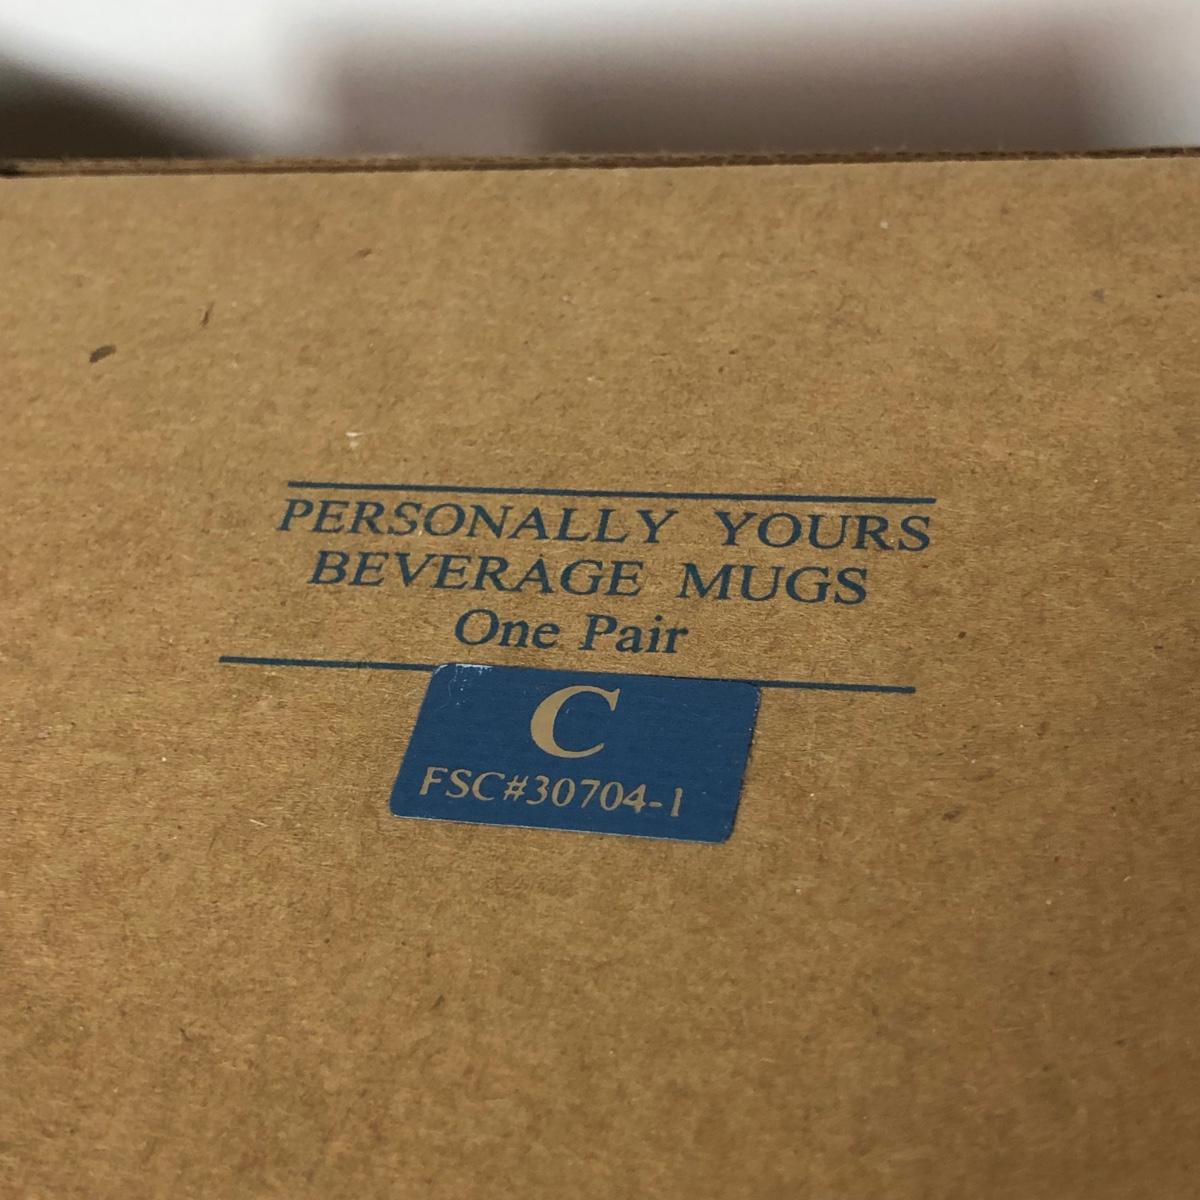 PERSONALLY YOURS
BEVERAGE MUGS
One Pair
C
FSC#30704-1